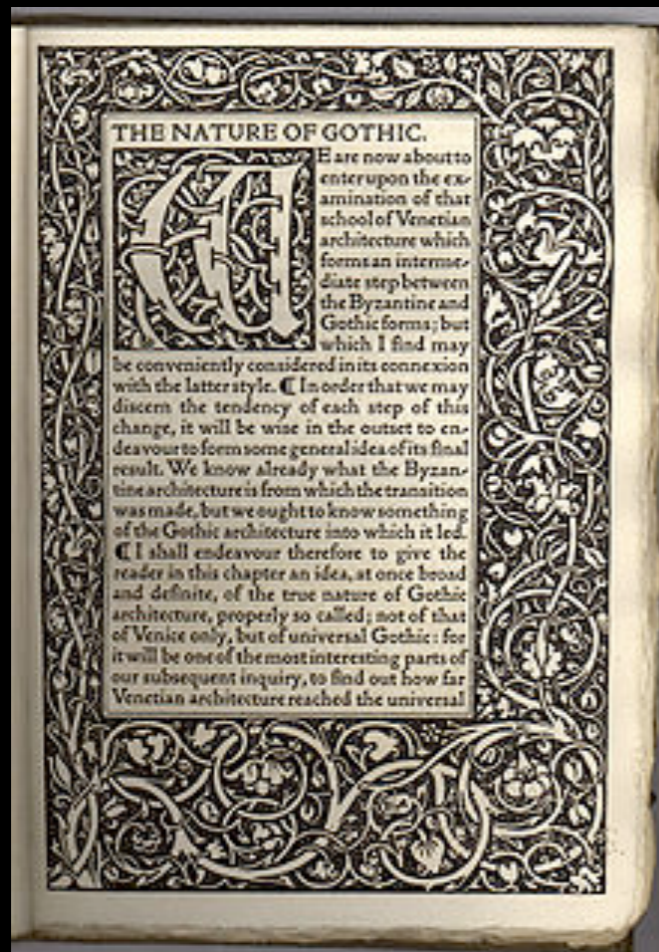 THE NATURE OF GOTHIC.
WE are now about to
enter upon the ex-
amination of that
school of Venetian
architecture which
forms an interme-
diate step between
the Byzantine and
Gothic forms; but
which I find may
be conveniently considered in its connexion
with the latter style. ❡ In order that we may
discern the tendency of each step of this
change, it will be wise in the outset to en-
deavour to form some general idea of its final
result. We know already what the Byzan-
tine architecture is from which the transition
was made, but we ought to know something
of the Gothic architecture into which it led.
❡ I shall endeavour therefore to give the
reader in this chapter an idea, at once broad
and definite, of the true nature of Gothic
architecture, properly so called; not of that
of Venice only, but of universal Gothic: for
it will be one of the most interesting parts of
our subsequent inquiry, to find out how far
Venetian architecture reached the universal